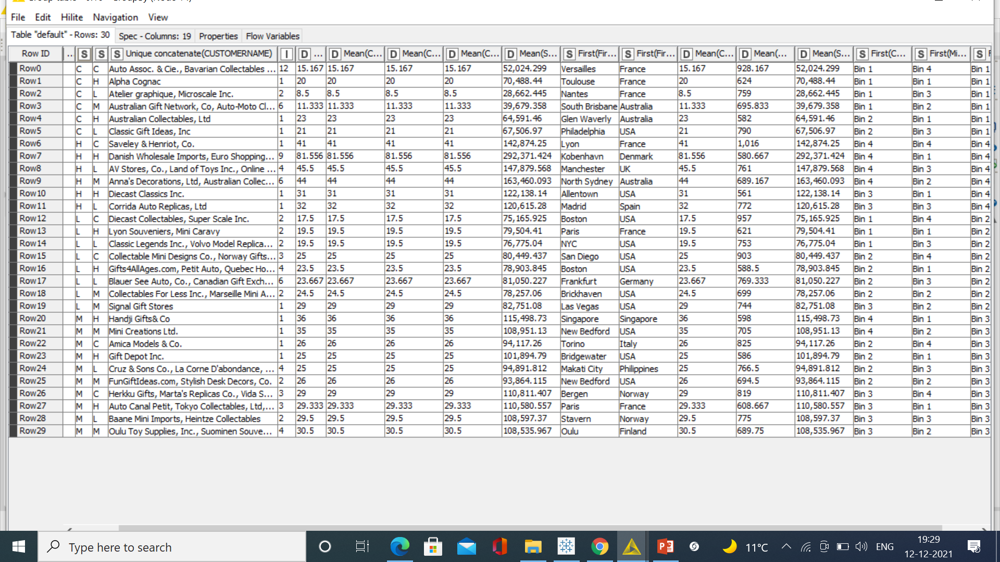 File Edit Hilite Navigation View
Table "default" - Rows: 30 Spec - Columns: 19 Properties Flow Variables
Row ID ... S S S Unique concatenate(CUSTOMERNAME) I D ... D Mean(C... D Mean(C... D Mean(C... D Mean(S... S First(Fir... S First(Fir... D Mean(C... D Mean(... D Mean(S... S First(C... S First(Mi... S
Row0 C C Auto Assoc. & Cie., Bavarian Collectables ... 12 15.167 15.167 15.167 15.167 52,024.299 Versailles France 15.167 928.167 52,024.299 Bin 1 Bin 4 Bin 1
Row1 C H Alpha Cognac 1 20 20 20 20 70,488.44 Toulouse France 20 624 70,488.44 Bin 1 Bin 1 Bin 1
Row2 C L Atelier graphique, Microscale Inc. 2 8.5 8.5 8.5 8.5 28,662.445 Nantes France 8.5 759 28,662.445 Bin 1 Bin 3 Bin 1
Row3 C M Australian Gift Network, Co, Auto-Moto Cl... 6 11.333 11.333 11.333 11.333 39,679.358 South Brisbane Australia 11.333 695.833 39,679.358 Bin 1 Bin 2 Bin 1
Row4 C H Australian Collectables, Ltd 1 23 23 23 23 64,591.46 Glen Waverly Australia 23 582 64,591.46 Bin 2 Bin 1 Bin 1
Row5 C L Classic Gift Ideas, Inc 1 21 21 21 21 67,506.97 Philadelphia USA 21 790 67,506.97 Bin 2 Bin 3 Bin 1
Row6 H C Saveley & Henriot, Co. 1 41 41 41 41 142,874.25 Lyon France 41 1,016 142,874.25 Bin 4 Bin 4 Bin 4
Row7 H H Danish Wholesale Imports, Euro Shopping... 9 81.556 81.556 81.556 81.556 292,371.424 Kobenhavn Denmark 81.556 580.667 292,371.424 Bin 4 Bin 1 Bin 4
Row8 H L AV Stores, Co., Land of Toys Inc., Online ... 4 45.5 45.5 45.5 45.5 147,879.568 Manchester UK 45.5 761 147,879.568 Bin 4 Bin 3 Bin 4
Row9 H M Anna's Decorations, Ltd, Australian Collec... 6 44 44 44 44 163,460.093 North Sydney Australia 44 689.167 163,460.093 Bin 4 Bin 2 Bin 4
Row10 H H Diecast Classics Inc. 1 31 31 31 31 122,138.14 Allentown USA 31 561 122,138.14 Bin 3 Bin 1 Bin 4
Row11 H L Corrida Auto Replicas, Ltd 1 32 32 32 32 120,615.28 Madrid Spain 32 772 120,615.28 Bin 3 Bin 3 Bin 4
Row12 L C Diecast Collectables, Super Scale Inc. 2 17.5 17.5 17.5 17.5 75,165.925 Boston USA 17.5 957 75,165.925 Bin 1 Bin 4 Bin 2
Row13 L H Lyon Souveniers, Mini Caravy 2 19.5 19.5 19.5 19.5 79,504.41 Paris France 19.5 621 79,504.41 Bin 1 Bin 1 Bin 2
Row14 L L Classic Legends Inc., Volvo Model Replica... 2 19.5 19.5 19.5 19.5 76,775.04 NYC USA 19.5 753 76,775.04 Bin 1 Bin 3 Bin 2
Row15 L C Collectable Mini Designs Co., Norway Gifts... 3 25 25 25 25 80,449.437 San Diego USA 25 903 80,449.437 Bin 2 Bin 4 Bin 2
Row16 L H Gifts4AllAges.com, Petit Auto, Quebec Ho... 4 23.5 23.5 23.5 23.5 78,903.845 Boston USA 23.5 588.5 78,903.845 Bin 2 Bin 1 Bin 2
Row17 L L Blauer See Auto, Co., Canadian Gift Exch... 6 23.667 23.667 23.667 23.667 81,050.227 Frankfurt Germany 23.667 769.333 81,050.227 Bin 2 Bin 3 Bin 2
Row18 L M Collectables For Less Inc., Marseille Mini A... 2 24.5 24.5 24.5 24.5 78,257.06 Brickhaven USA 24.5 699 78,257.06 Bin 2 Bin 2 Bin 2
Row19 L M Signal Gift Stores 1 29 29 29 29 82,751.08 Las Vegas USA 29 744 82,751.08 Bin 3 Bin 2 Bin 2
Row20 M H Handji Gifts& Co 1 36 36 36 36 115,498.73 Singapore Singapore 36 598 115,498.73 Bin 4 Bin 1 Bin 3
Row21 M M Mini Creations Ltd. 1 35 35 35 35 108,951.13 New Bedford USA 35 705 108,951.13 Bin 4 Bin 2 Bin 3
Row22 M C Amica Models & Co. 1 26 26 26 26 94,117.26 Torino Italy 26 825 94,117.26 Bin 2 Bin 4 Bin 3
Row23 M H Gift Depot Inc. 1 25 25 25 25 101,894.79 Bridgewater USA 25 586 101,894.79 Bin 2 Bin 1 Bin 3
Row24 M L Cruz & Sons Co., La Corne D'abondance, ... 4 25 25 25 25 94,891.812 Makati City Philippines 25 766.5 94,891.812 Bin 2 Bin 3 Bin 3
Row25 M M FunGiftIdeas.com, Stylish Desk Decors, Co. 2 26 26 26 26 93,864.115 New Bedford USA 26 694.5 93,864.115 Bin 2 Bin 2 Bin 3
Row26 M C Herkku Gifts, Marta's Replicas Co., Vida S... 3 29 29 29 29 110,811.407 Bergen Norway 29 819 110,811.407 Bin 3 Bin 4 Bin 3
Row27 M H Auto Canal Petit, Tokyo Collectables, Ltd,... 3 29.333 29.333 29.333 29.333 110,580.557 Paris France 29.333 608.667 110,580.557 Bin 3 Bin 1 Bin 3
Row28 M L Baane Mini Imports, Heintze Collectables 2 29.5 29.5 29.5 29.5 108,597.37 Stavern Norway 29.5 775 108,597.37 Bin 3 Bin 3 Bin 3
Row29 M M Oulu Toy Supplies, Inc., Suominen Souve... 4 30.5 30.5 30.5 30.5 108,535.967 Oulu Finland 30.5 689.75 108,535.967 Bin 3 Bin 2 Bin 3
Type here to search 11°C ENG 19:29
12-12-2021